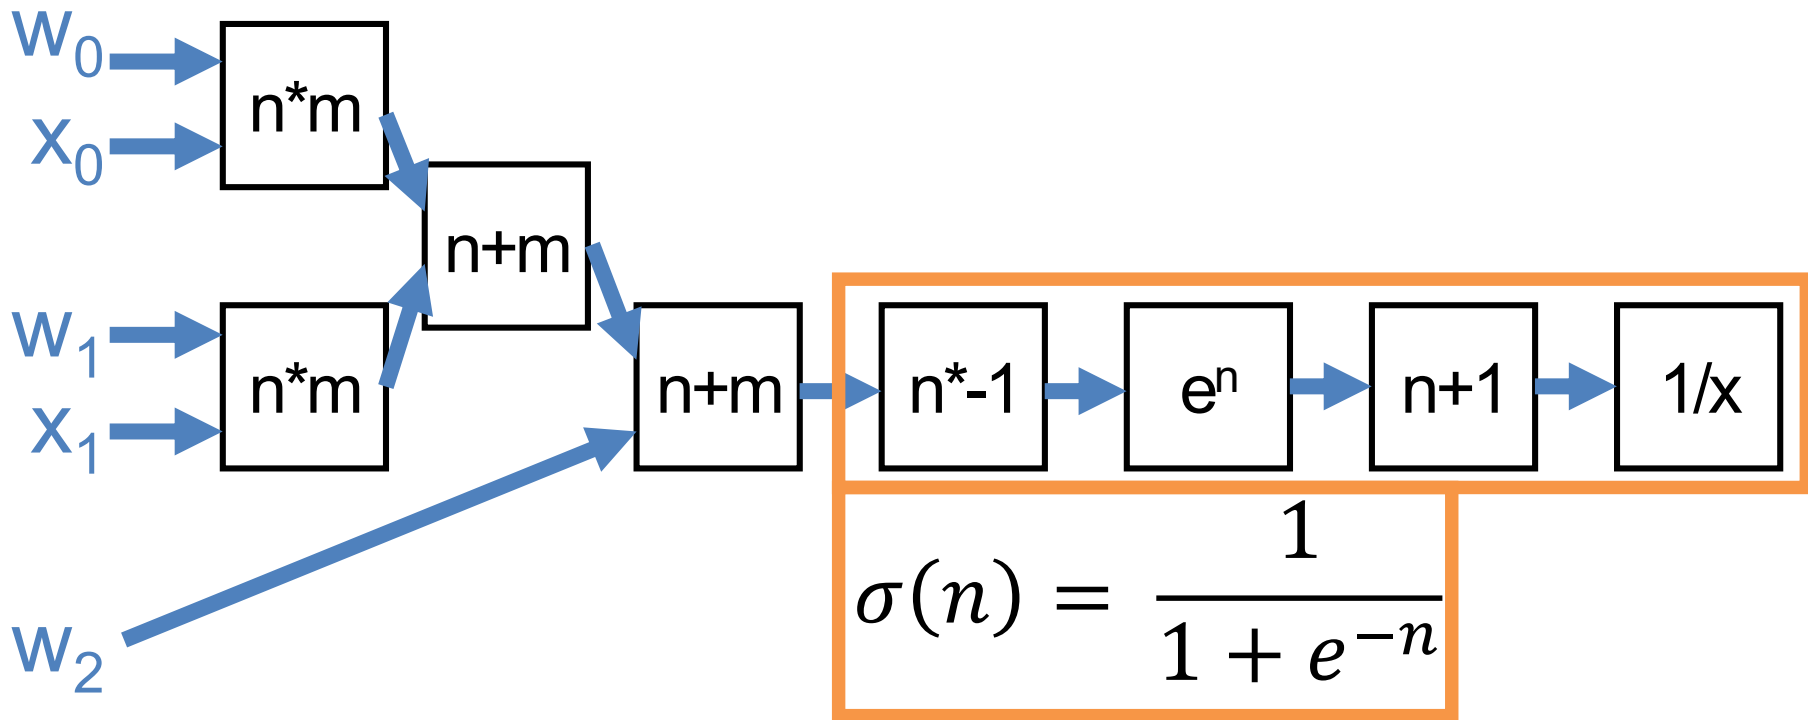 w₀
x₀
n*m
n+m
w₁
x₁
n*m
n+m
n*-1
eⁿ
n+1
1/x
w₂
σ(n) = 1 / (1 + e⁻ⁿ)